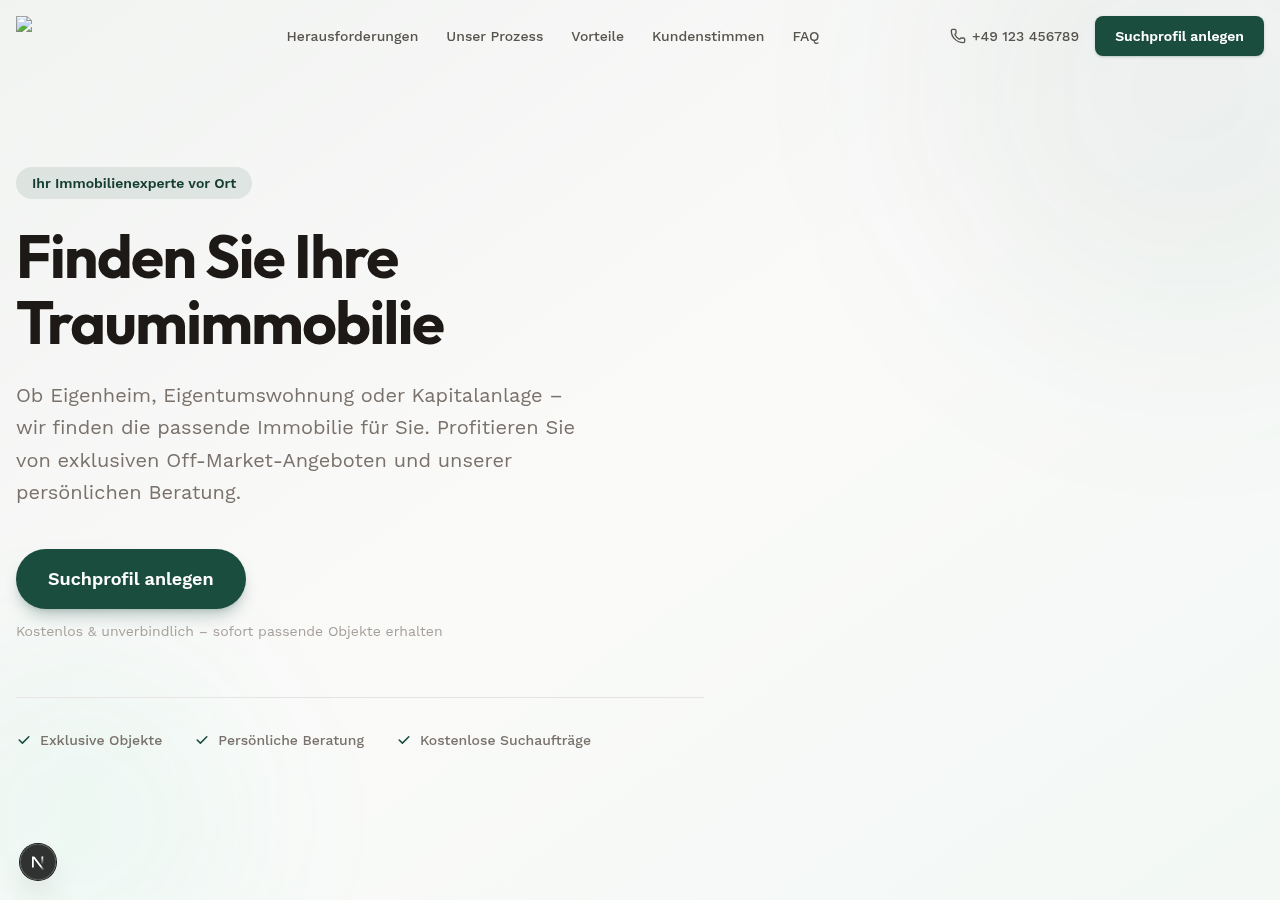 Herausforderungen Unser Prozess Vorteile Kundenstimmen FAQ +49 123 456789 Suchprofil anlegen
Ihr Immobilienexperte vor Ort
Finden Sie Ihre
Traumimmobilie
Ob Eigenheim, Eigentumswohnung oder Kapitalanlage –
wir finden die passende Immobilie für Sie. Profitieren Sie
von exklusiven Off-Market-Angeboten und unserer
persönlichen Beratung.
Suchprofil anlegen
Kostenlos & unverbindlich – sofort passende Objekte erhalten
Exklusive Objekte Persönliche Beratung Kostenlose Suchaufträge
N